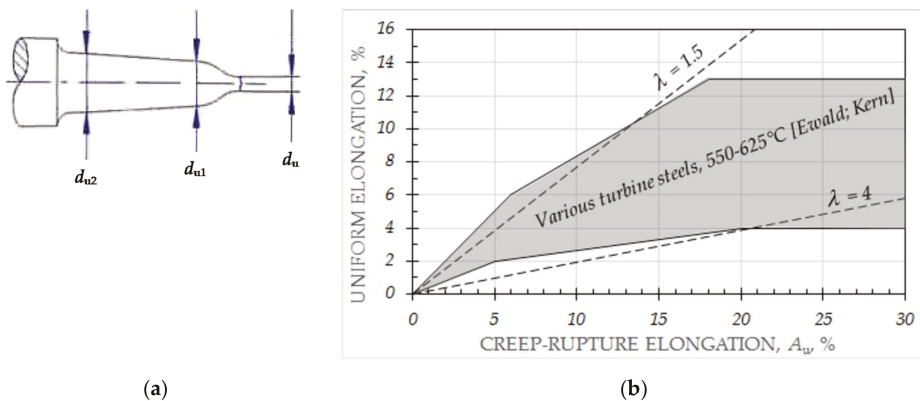 d_u2
d_u1
d_u
(a)
UNIFORM ELONGATION, %
16
14
12
10
8
6
4
2
0
λ = 1.5
Various turbine steels, 550-625°C [Ewald; Kern]
λ = 4
0 5 10 15 20 25 30
CREEP-RUPTURE ELONGATION, A_u, %
(b)